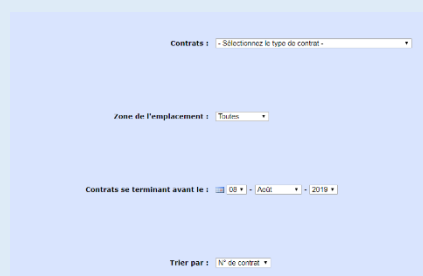 Contrats : - Sélectionnez le type de contrat -
Zone de l'emplacement : Toutes
Contrats se terminant avant le : 08 - Août - 2019
Trier par : N° de contrat